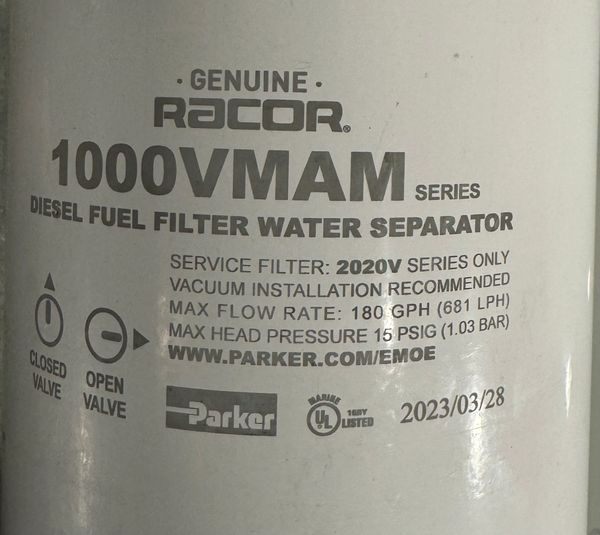 · GENUINE ·
RACOR®
1000VMAM SERIES
DIESEL FUEL FILTER WATER SEPARATOR
SERVICE FILTER: 2020V SERIES ONLY
VACUUM INSTALLATION RECOMMENDED
MAX FLOW RATE: 180 GPH (681 LPH)
MAX HEAD PRESSURE 15 PSIG (1.03 BAR)
WWW.PARKER.COM/EMOE
CLOSED
VALVE
OPEN
VALVE
Parker
MARINE
UL
LISTED
2023/03/28